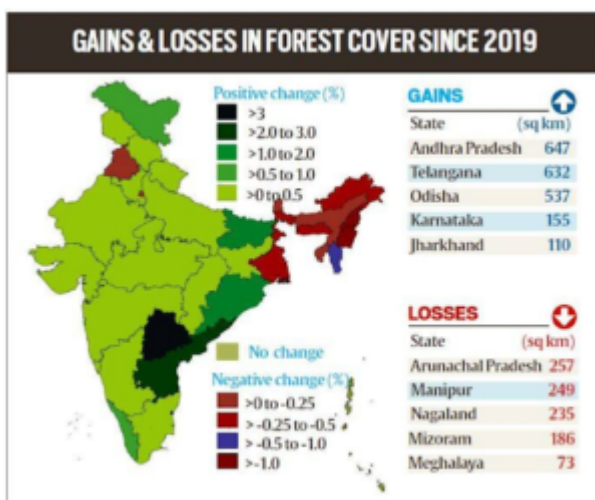 GAINS & LOSSES IN FOREST COVER SINCE 2019
Positive change (%)
>3
>2.0 to 3.0
>1.0 to 2.0
>0.5 to 1.0
>0 to 0.5
No change
Negative change (%)
>0 to -0.25
>-0.25 to -0.5
>-0.5 to -1.0
>-1.0
GAINS
State (sq km)
Andhra Pradesh 647
Telangana 632
Odisha 537
Karnataka 155
Jharkhand 110
LOSSES
State (sq km)
Arunachal Pradesh 257
Manipur 249
Nagaland 235
Mizoram 186
Meghalaya 73